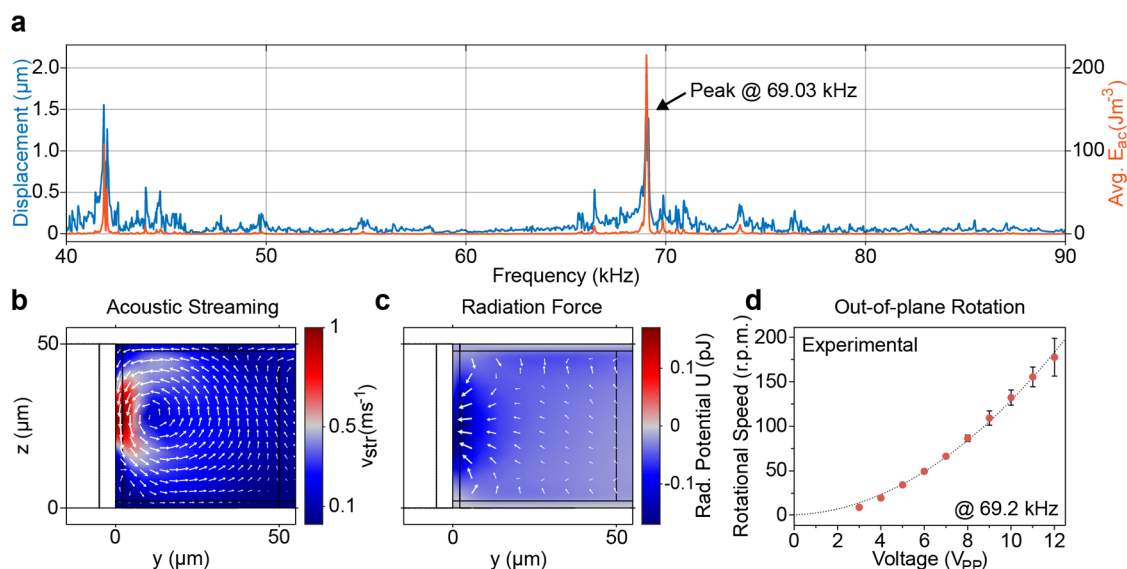 a
Displacement (µm)
2.0
1.5
1.0
0.5
0
Peak @ 69.03 kHz
200
100
0
Avg. Eac(Jm-3)
40
50
60
70
80
90
Frequency (kHz)
b
Acoustic Streaming
z (µm)
50
0
0
50
y (µm)
1
0.5
0.1
vstr(ms-1)
c
Radiation Force
0
50
y (µm)
0.1
0
-0.1
Rad. Potential U (pJ)
d
Out-of-plane Rotation
Rotational Speed (r.p.m.)
200
150
100
50
0
Experimental
@ 69.2 kHz
0
2
4
6
8
10
12
Voltage (VPP)